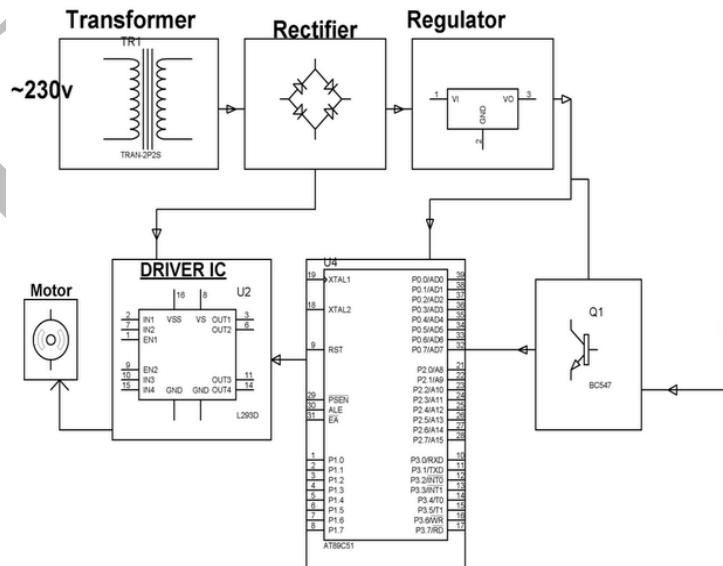 Transformer
Rectifier
Regulator
TR1
~230v
TRAN-2P2S
1
VI
VO
3
GND
2
DRIVER IC
U2
Motor
16
8
VSS
VS
2
IN1
OUT1
3
7
IN2
OUT2
6
1
EN1
9
EN2
10
IN3
OUT3
11
15
IN4
OUT4
14
GND
GND
L293D
U4
19
XTAL1
18
XTAL2
9
RST
29
PSEN
30
ALE
31
EA
1
P1.0
2
P1.1
3
P1.2
4
P1.3
5
P1.4
6
P1.5
7
P1.6
8
P1.7
P0.0/AD0
39
P0.1/AD1
38
P0.2/AD2
37
P0.3/AD3
36
P0.4/AD4
35
P0.5/AD5
34
P0.6/AD6
33
P0.7/AD7
32
P2.0/A8
21
P2.1/A9
22
P2.2/A10
23
P2.3/A11
24
P2.4/A12
25
P2.5/A13
26
P2.6/A14
27
P2.7/A15
28
P3.0/RXD
10
P3.1/TXD
11
P3.2/INT0
12
P3.3/INT1
13
P3.4/T0
14
P3.5/T1
15
P3.6/WR
16
P3.7/RD
17
AT89C51
Q1
BC547